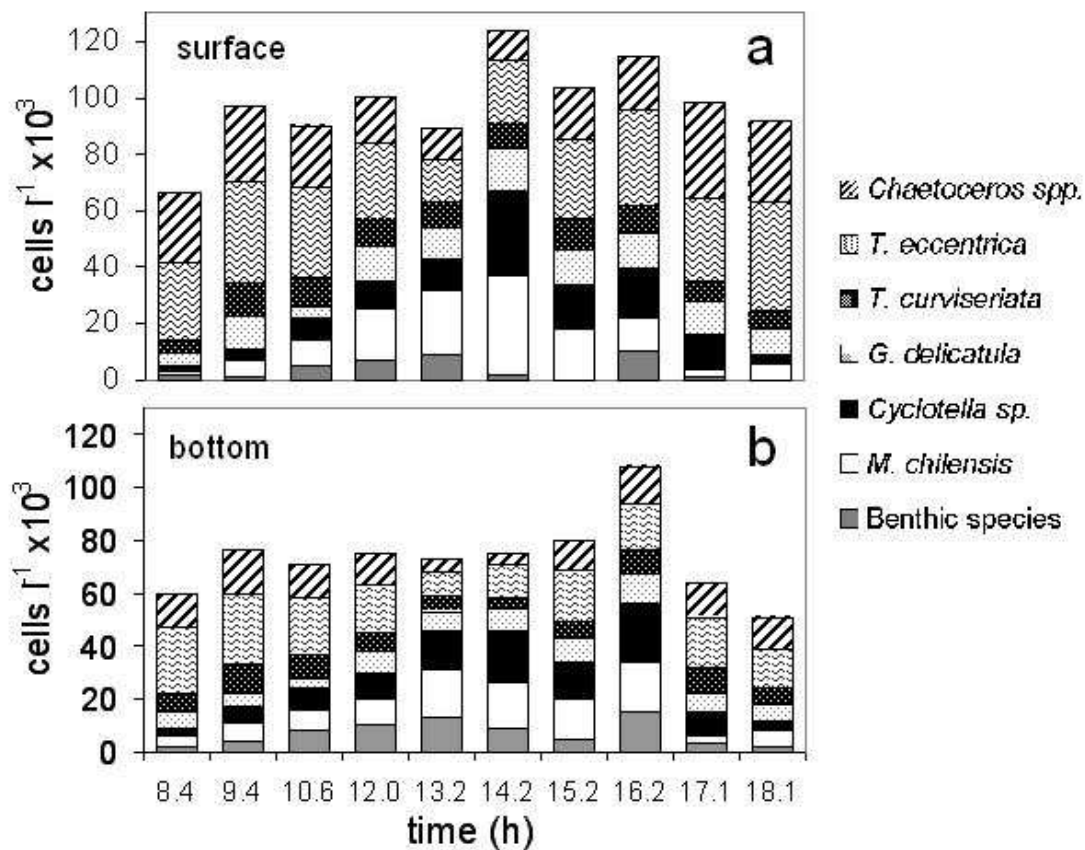 surface
a
120
100
80
60
40
20
0
cells l⁻¹ x10³
bottom
b
120
100
80
60
40
20
0
cells l⁻¹ x10³
8.4 9.4 10.6 12.0 13.2 14.2 15.2 16.2 17.1 18.1
time (h)
Chaetoceros spp.
T. eccentrica
T. curviseriata
G. delicatula
Cyclotella sp.
M. chilensis
Benthic species